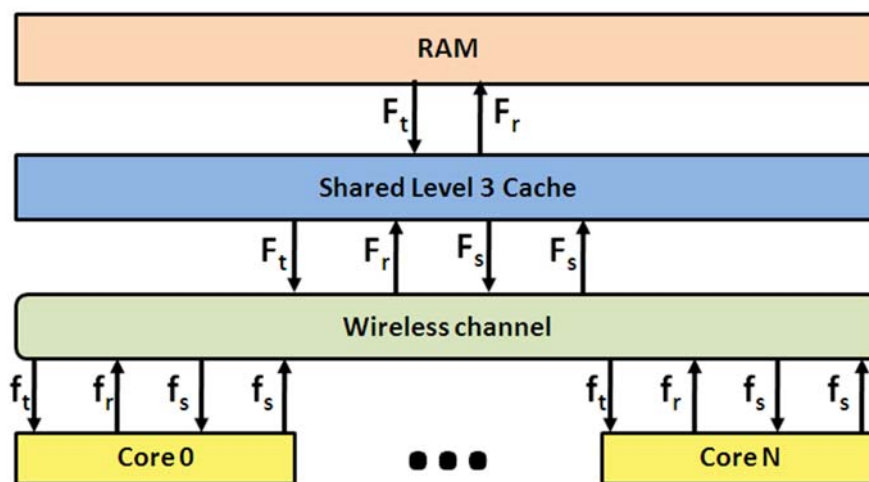 RAM
Fₜ Fᵣ
Shared Level 3 Cache
Fₜ Fᵣ Fₛ Fₛ
Wireless channel
fₜ fᵣ fₛ fₛ fₜ fᵣ fₛ fₛ
Core 0 ... Core N